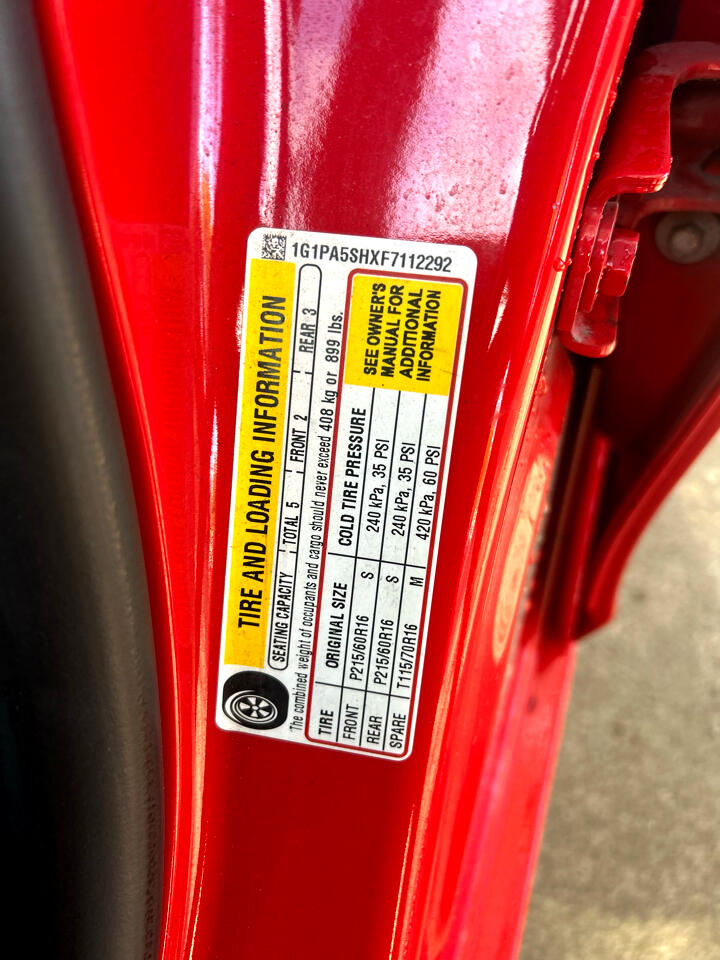 1G1PA5SHXF7112292
TIRE AND LOADING INFORMATION
SEATING CAPACITY TOTAL 5 FRONT 2 REAR 3
The combined weight of occupants and cargo should never exceed 408 kg or 899 lbs.
TIRE ORIGINAL SIZE COLD TIRE PRESSURE
FRONT P215/60R16 S 240 kPa, 35 PSI
REAR P215/60R16 S 240 kPa, 35 PSI
SPARE T115/70R16 M 420 kPa, 60 PSI
SEE OWNER'S
MANUAL FOR
ADDITIONAL
INFORMATION